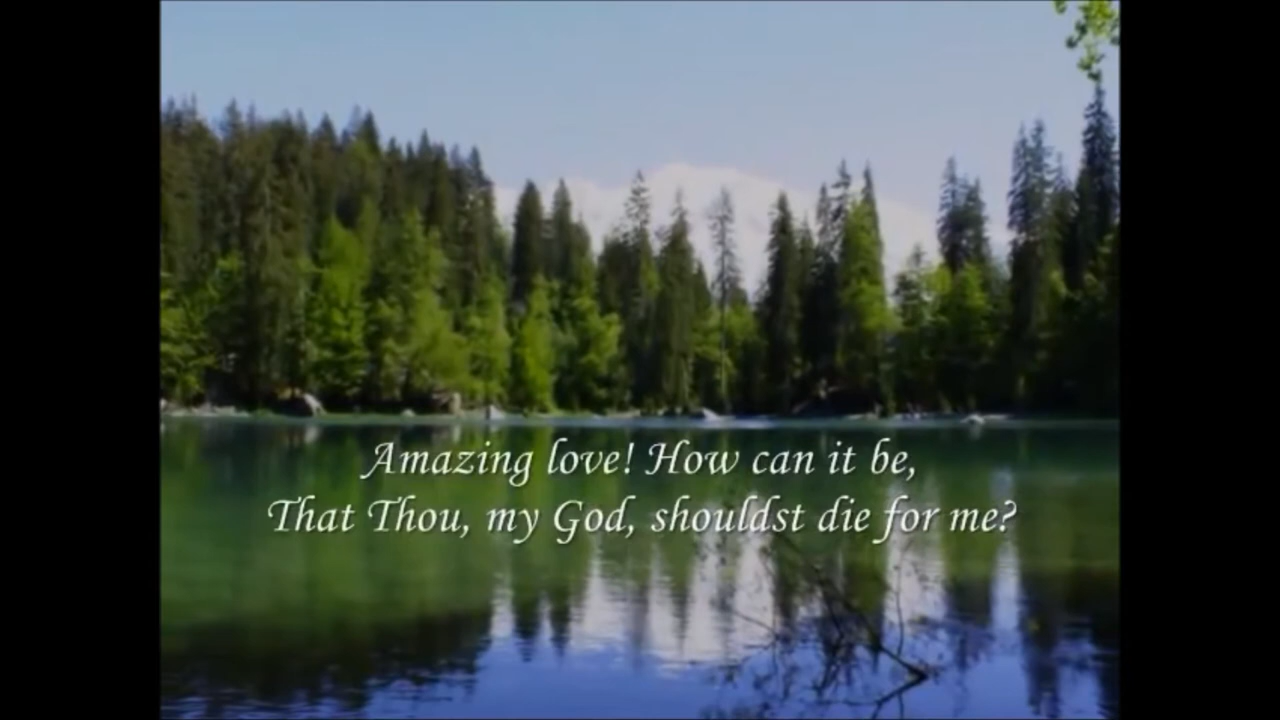 Amazing love! How can it be,
That Thou, my God, shouldst die for me?